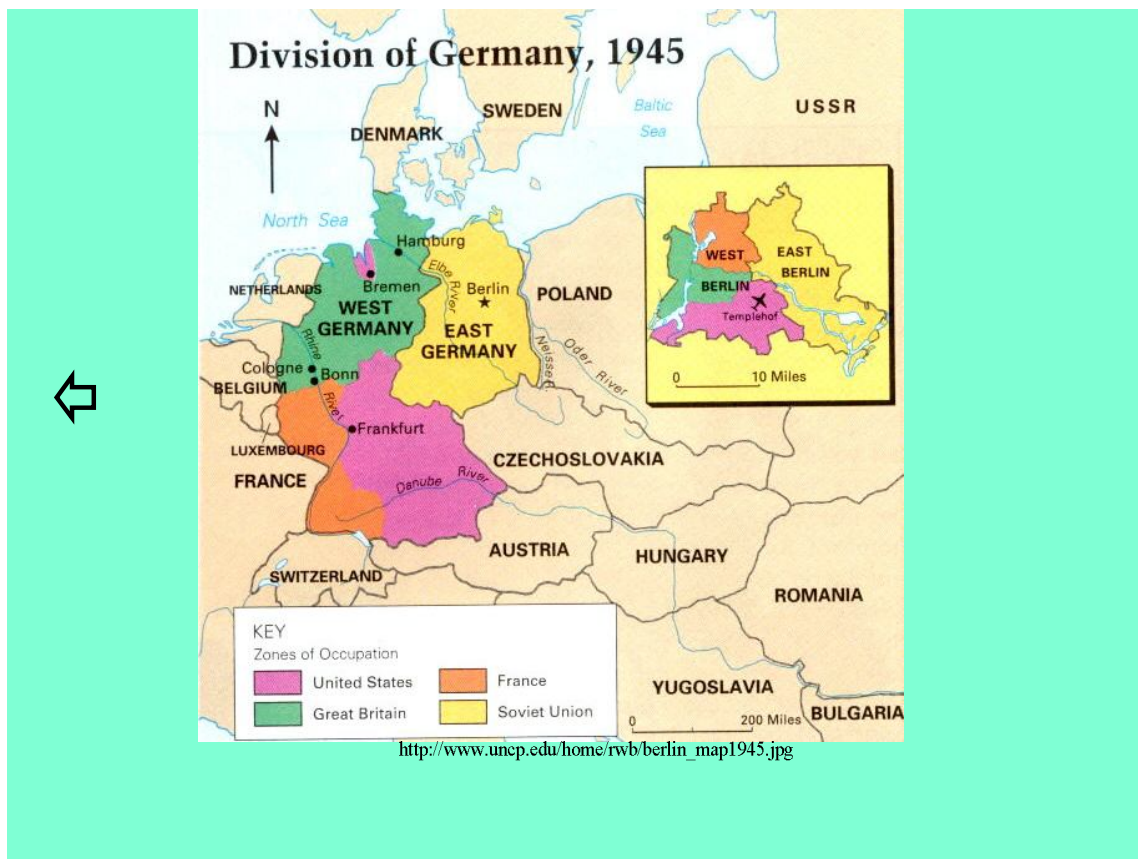 Division of Germany, 1945
N
SWEDEN
Baltic
Sea
USSR
DENMARK
North Sea
Hamburg
Elbe River
NETHERLANDS
Bremen
Berlin
POLAND
WEST
GERMANY
EAST
GERMANY
Rhine
River
Neisse R.
Oder
River
Cologne
Bonn
BELGIUM
Frankfurt
LUXEMBOURG
FRANCE
CZECHOSLOVAKIA
Danube River
AUSTRIA
HUNGARY
SWITZERLAND
ROMANIA
YUGOSLAVIA
BULGARIA
0 200 Miles
WEST
BERLIN
EAST
BERLIN
Templehof
0 10 Miles
KEY
Zones of Occupation
United States
France
Great Britain
Soviet Union
http://www.uncp.edu/home/rwb/berlin_map1945.jpg